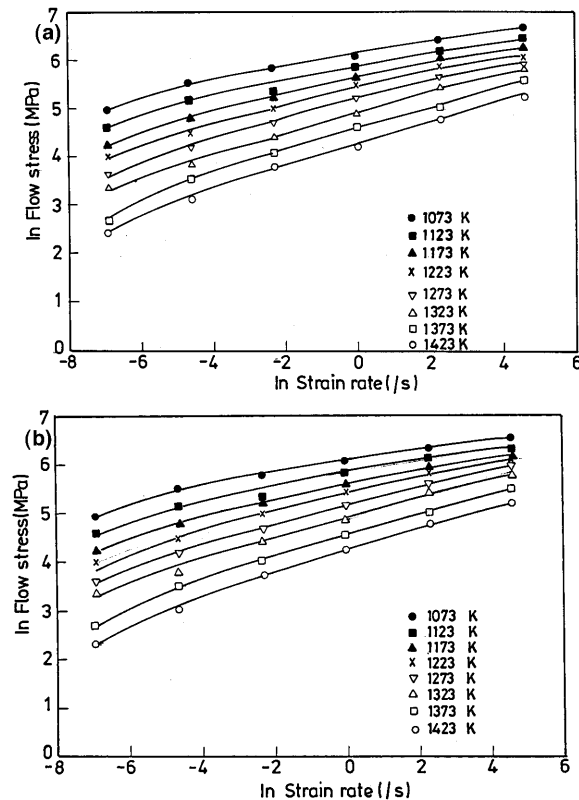 (a)
ln Flow stress (MPa)
7
6
5
4
3
2
1
0
1073 K
1123 K
1173 K
1223 K
1273 K
1323 K
1373 K
1423 K
-8 -6 -4 -2 0 2 4 6
ln Strain rate(/s)
(b)
ln Flow stress(MPa)
7
6
5
4
3
2
1
0
1073 K
1123 K
1173 K
1223 K
1273 K
1323 K
1373 K
1423 K
-8 -6 -4 -2 0 2 4 6
ln Strain rate(/s)